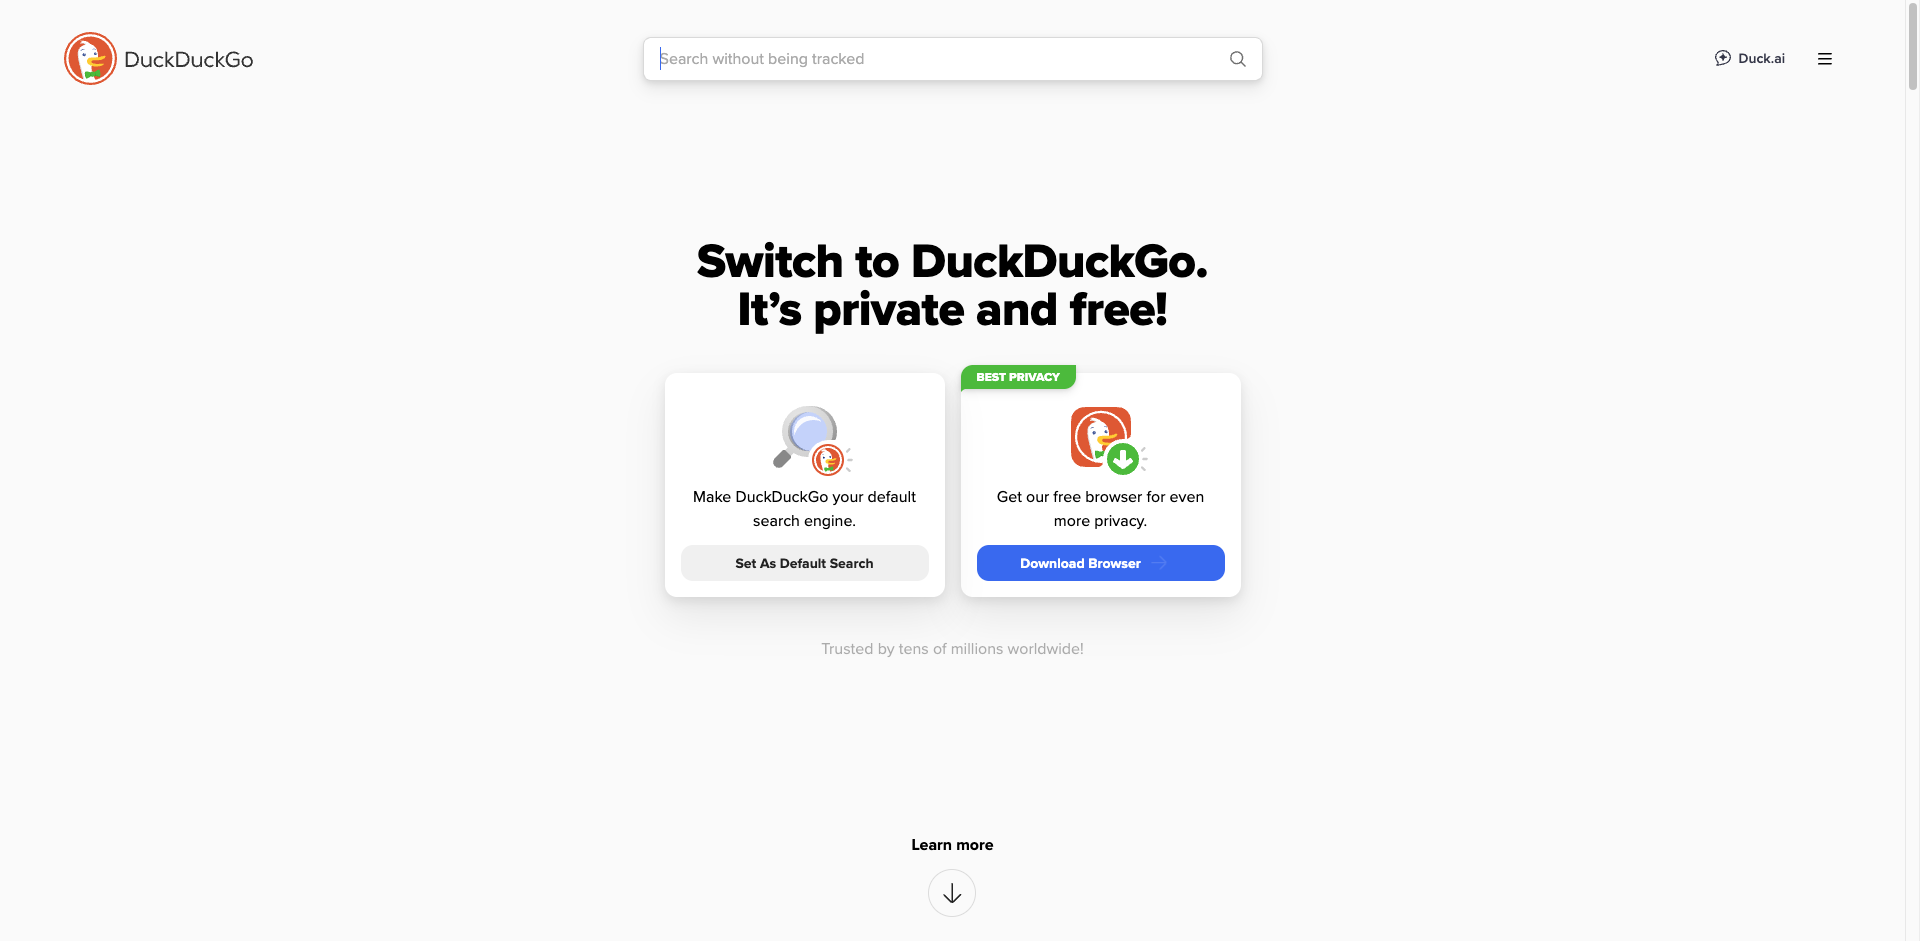 DuckDuckGo
Search without being tracked
Duck.ai
Switch to DuckDuckGo.
It’s private and free!
Make DuckDuckGo your default
search engine.
Set As Default Search
BEST PRIVACY
Get our free browser for even
more privacy.
Download Browser
Trusted by tens of millions worldwide!
Learn more